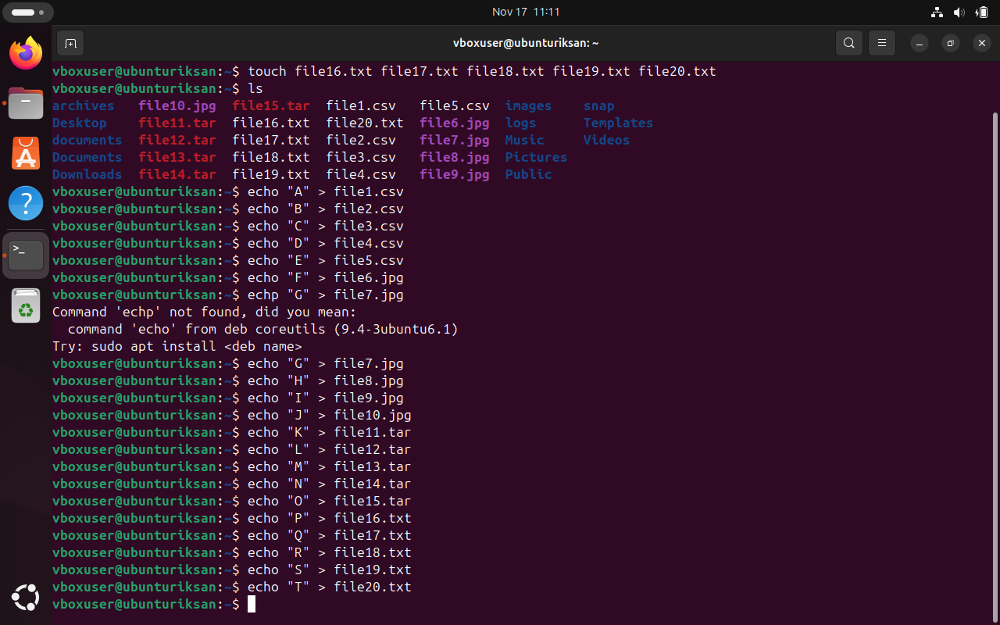 Nov 17 11:11
vboxuser@ubunturiksan: ~
vboxuser@ubunturiksan:~$ touch file16.txt file17.txt file18.txt file19.txt file20.txt
vboxuser@ubunturiksan:~$ ls
archives file10.jpg file15.tar file1.csv file5.csv images snap
Desktop file11.tar file16.txt file20.txt file6.jpg logs Templates
documents file12.tar file17.txt file2.csv file7.jpg Music Videos
Documents file13.tar file18.txt file3.csv file8.jpg Pictures
Downloads file14.tar file19.txt file4.csv file9.jpg Public
vboxuser@ubunturiksan:~$ echo "A" > file1.csv
vboxuser@ubunturiksan:~$ echo "B" > file2.csv
vboxuser@ubunturiksan:~$ echo "C" > file3.csv
vboxuser@ubunturiksan:~$ echo "D" > file4.csv
vboxuser@ubunturiksan:~$ echo "E" > file5.csv
vboxuser@ubunturiksan:~$ echo "F" > file6.jpg
vboxuser@ubunturiksan:~$ echp "G" > file7.jpg
Command 'echp' not found, did you mean:
  command 'echo' from deb coreutils (9.4-3ubuntu6.1)
Try: sudo apt install <deb name>
vboxuser@ubunturiksan:~$ echo "G" > file7.jpg
vboxuser@ubunturiksan:~$ echo "H" > file8.jpg
vboxuser@ubunturiksan:~$ echo "I" > file9.jpg
vboxuser@ubunturiksan:~$ echo "J" > file10.jpg
vboxuser@ubunturiksan:~$ echo "K" > file11.tar
vboxuser@ubunturiksan:~$ echo "L" > file12.tar
vboxuser@ubunturiksan:~$ echo "M" > file13.tar
vboxuser@ubunturiksan:~$ echo "N" > file14.tar
vboxuser@ubunturiksan:~$ echo "O" > file15.tar
vboxuser@ubunturiksan:~$ echo "P" > file16.txt
vboxuser@ubunturiksan:~$ echo "Q" > file17.txt
vboxuser@ubunturiksan:~$ echo "R" > file18.txt
vboxuser@ubunturiksan:~$ echo "S" > file19.txt
vboxuser@ubunturiksan:~$ echo "T" > file20.txt
vboxuser@ubunturiksan:~$